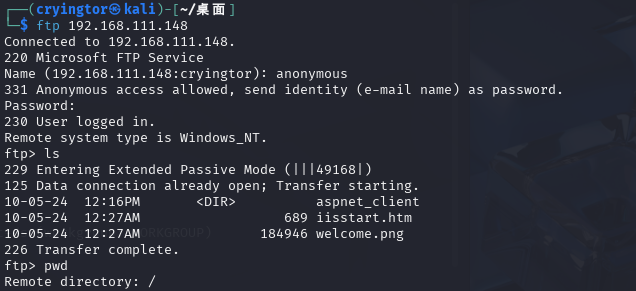 ┌──(cryingtor㉿kali)-[~/桌面]
└─$ ftp 192.168.111.148
Connected to 192.168.111.148.
220 Microsoft FTP Service
Name (192.168.111.148:cryingtor): anonymous
331 Anonymous access allowed, send identity (e-mail name) as password.
Password:
230 User logged in.
Remote system type is Windows_NT.
ftp> ls
229 Entering Extended Passive Mode (|||49168|)
125 Data connection already open; Transfer starting.
10-05-24  12:16PM       <DIR>          aspnet_client
10-05-24  12:27AM                  689 iisstart.htm
10-05-24  12:27AM               184946 welcome.png
226 Transfer complete.
ftp> pwd
Remote directory: /